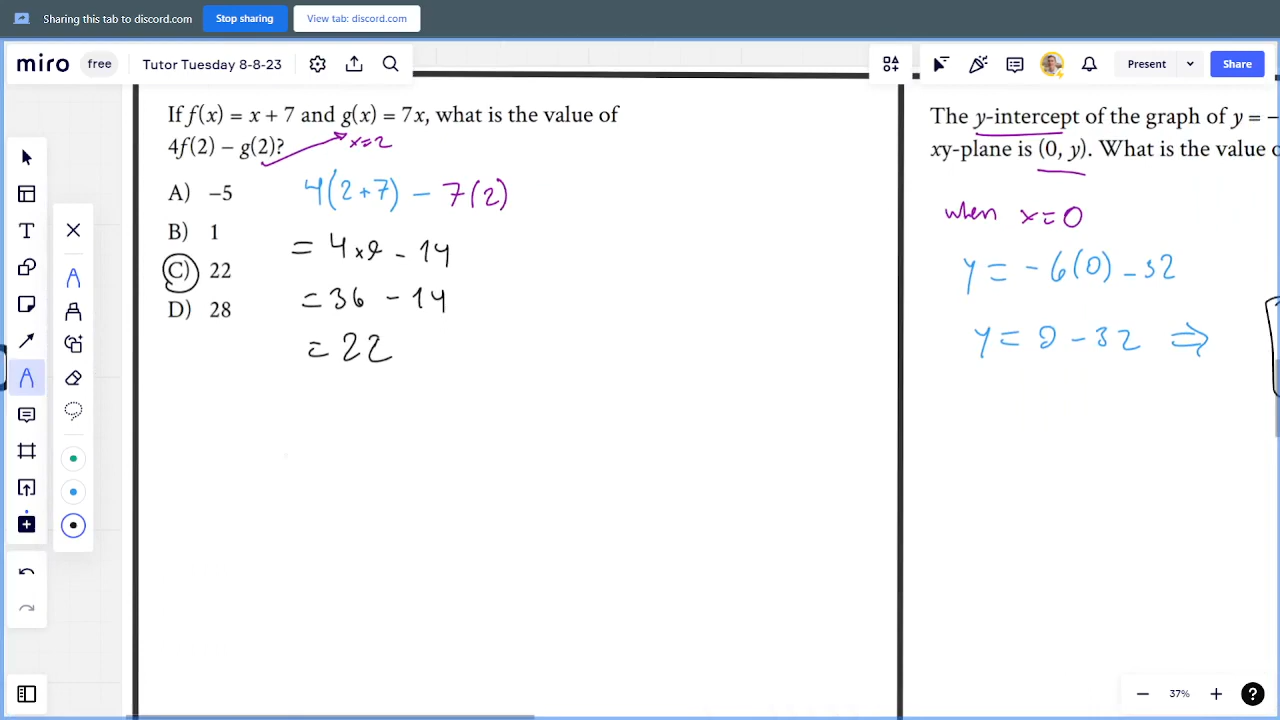 Sharing this tab to discord.com
Stop sharing
View tab: discord.com
miro
free
Tutor Tuesday 8-8-23
Present
Share
If f(x) = x + 7 and g(x) = 7x, what is the value of
4f(2) − g(2)?
x=2
A) −5
B) 1
C) 22
D) 28
4(2+7) − 7(2)
= 4×9 − 14
= 36 − 14
= 22
The y-intercept of the graph of y = −
xy-plane is (0, y). What is the value o
when x=0
y = −6(0) −32
y = 0 −32 ⇒
37%